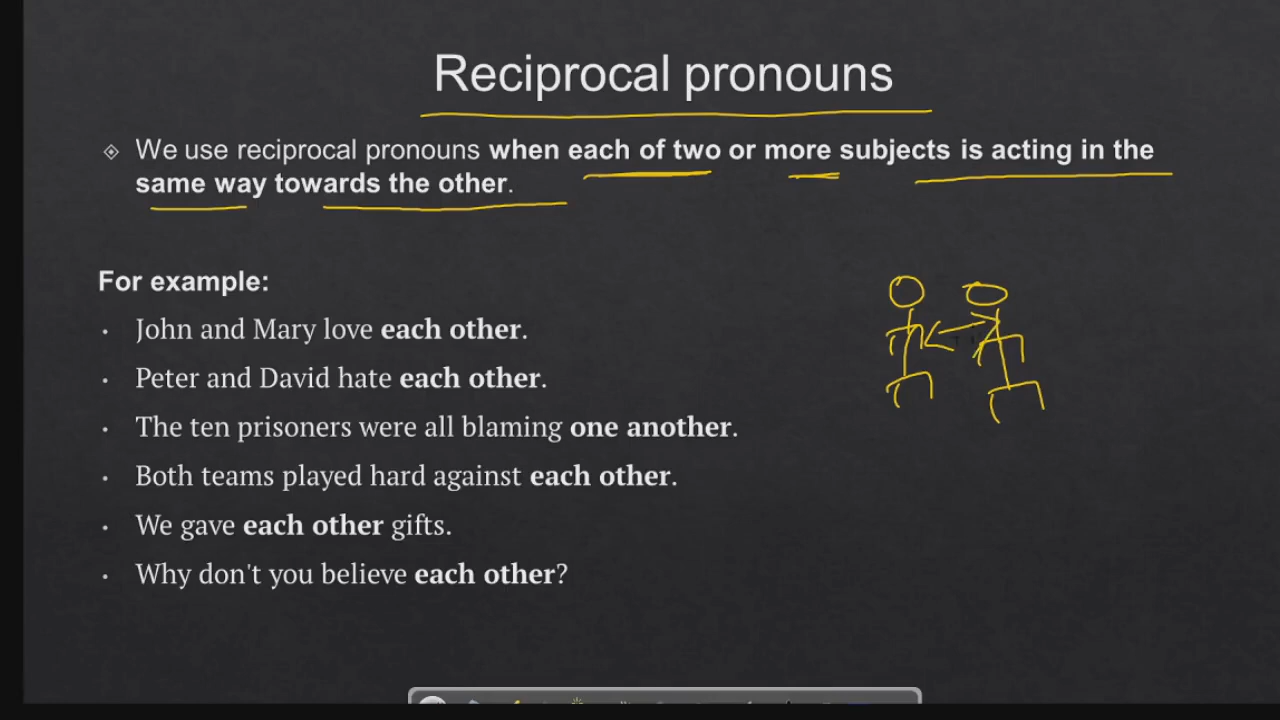 Reciprocal pronouns
We use reciprocal pronouns when each of two or more subjects is acting in the
same way towards the other.
For example:
• John and Mary love each other.
• Peter and David hate each other.
• The ten prisoners were all blaming one another.
• Both teams played hard against each other.
• We gave each other gifts.
• Why don't you believe each other?